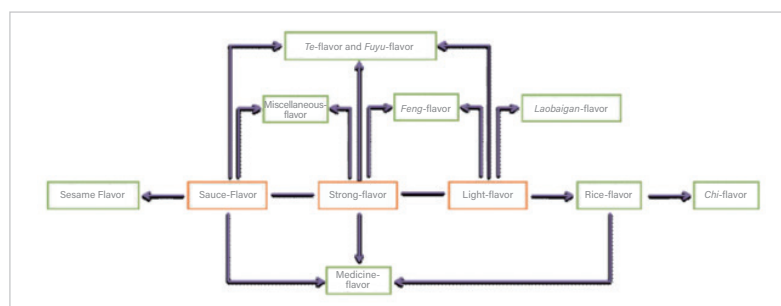 Te-flavor and Fuyu-flavor
Miscellaneous-
flavor
Feng-flavor
Laobaigan-flavor
Sesame Flavor
Sauce-Flavor
Strong-flavor
Light-flavor
Rice-flavor
Chi-flavor
Medicine-
flavor